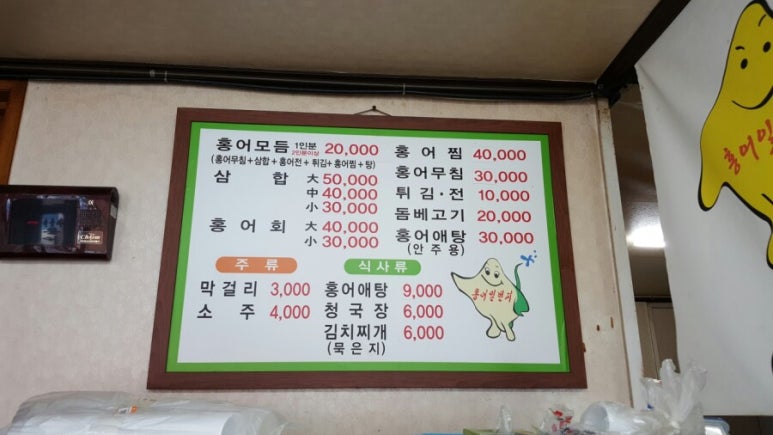 홍어모듬 1인분 2인분이상 20,000
(홍어무침+삼합+홍어전+튀김+홍어찜+탕)
삼 합 大 50,000
中 40,000
小 30,000
홍어회 大 40,000
小 30,000
홍 어 찜 40,000
홍어무침 30,000
튀김·전 10,000
돔베고기 20,000
홍어애탕 30,000
(안주용)
주 류
막걸리 3,000
소 주 4,000
식사류
홍어애탕 9,000
청국장 6,000
김치찌개 6,000
(묵은지)